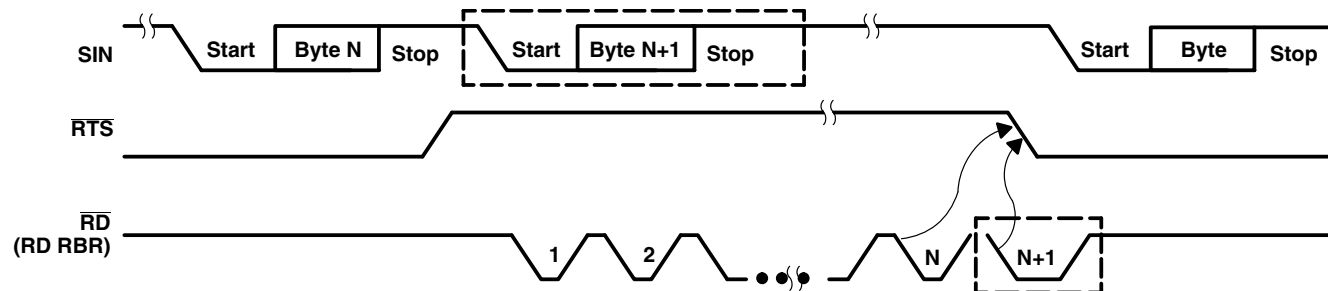 SIN
Start
Byte N
Stop
Start
Byte N+1
Stop
Start
Byte
Stop
RTS
RD
(RD RBR)
1
2
N
N+1